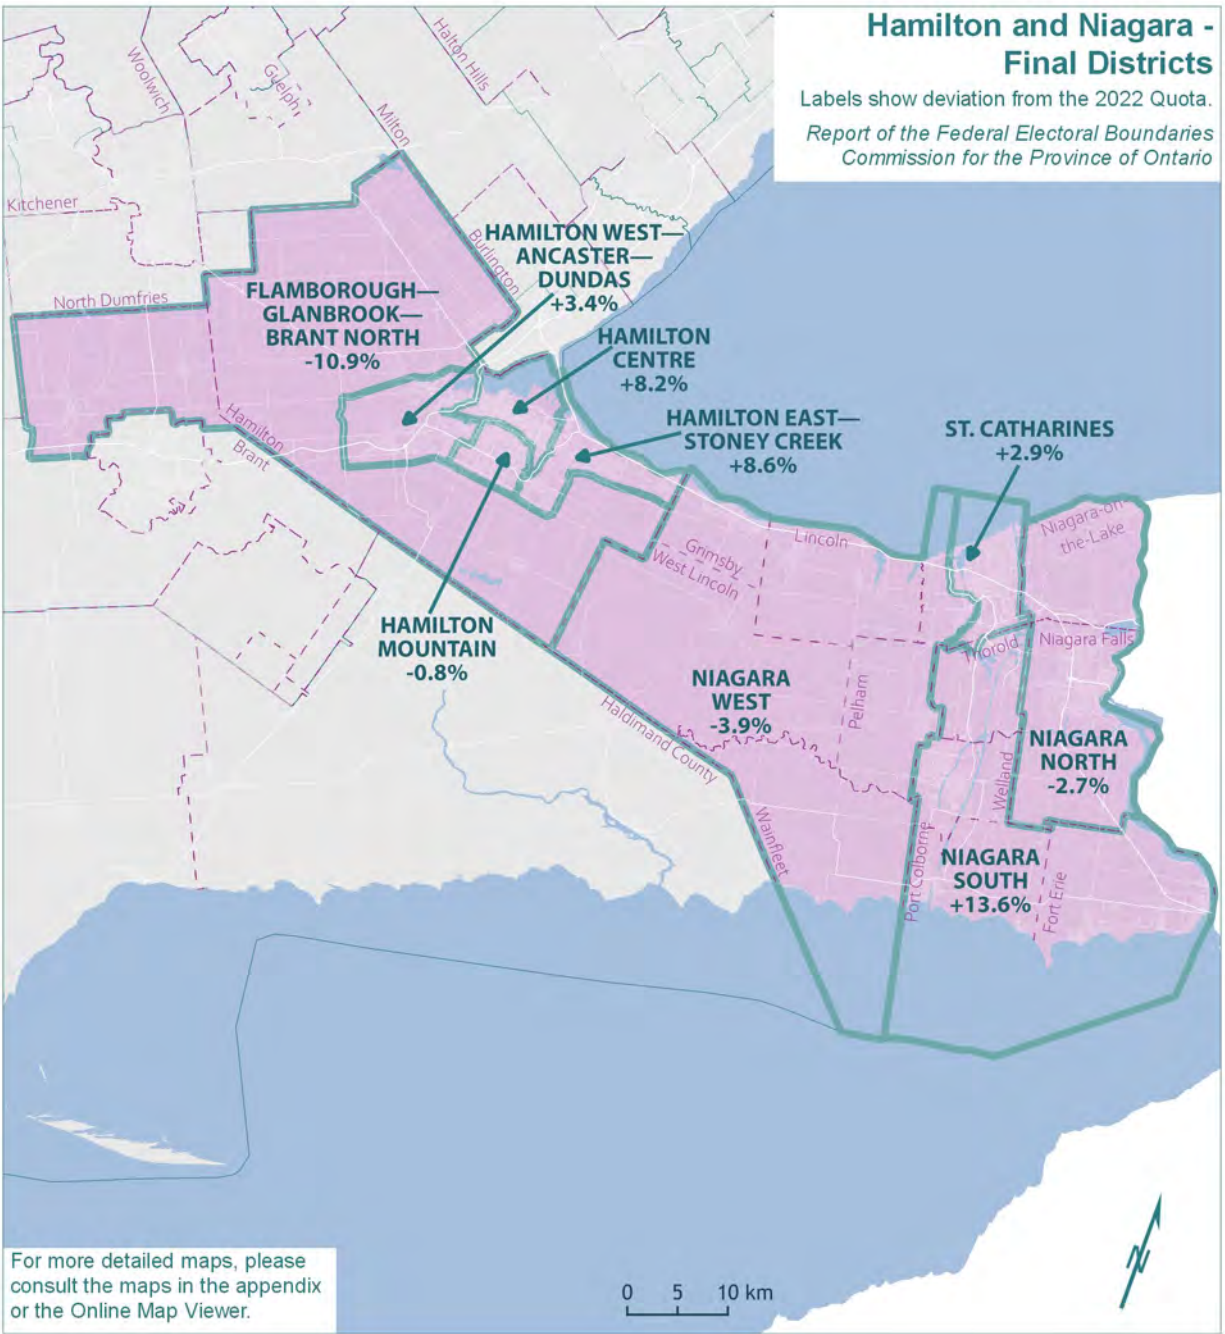 Hamilton and Niagara -
Final Districts
Labels show deviation from the 2022 Quota.
Report of the Federal Electoral Boundaries
Commission for the Province of Ontario
Woolwich
Guelph
Halton Hills
Milton
Kitchener
Burlington
North Dumfries
HAMILTON WEST—
ANCASTER—
DUNDAS
+3.4%
FLAMBOROUGH—
GLANBROOK—
BRANT NORTH
-10.9%
HAMILTON
CENTRE
+8.2%
HAMILTON EAST—
STONEY CREEK
+8.6%
ST. CATHARINES
+2.9%
Hamilton
Brant
Niagara-on-
the-Lake
Lincoln
Grimsby
West Lincoln
HAMILTON
MOUNTAIN
-0.8%
Thorold
Niagara Falls
NIAGARA
WEST
-3.9%
Pelham
Haldimand County
NIAGARA
NORTH
-2.7%
Welland
Wainfleet
Port Colborne
NIAGARA
SOUTH
+13.6%
Fort Erie
For more detailed maps, please
consult the maps in the appendix
or the Online Map Viewer.
0 5 10 km
N